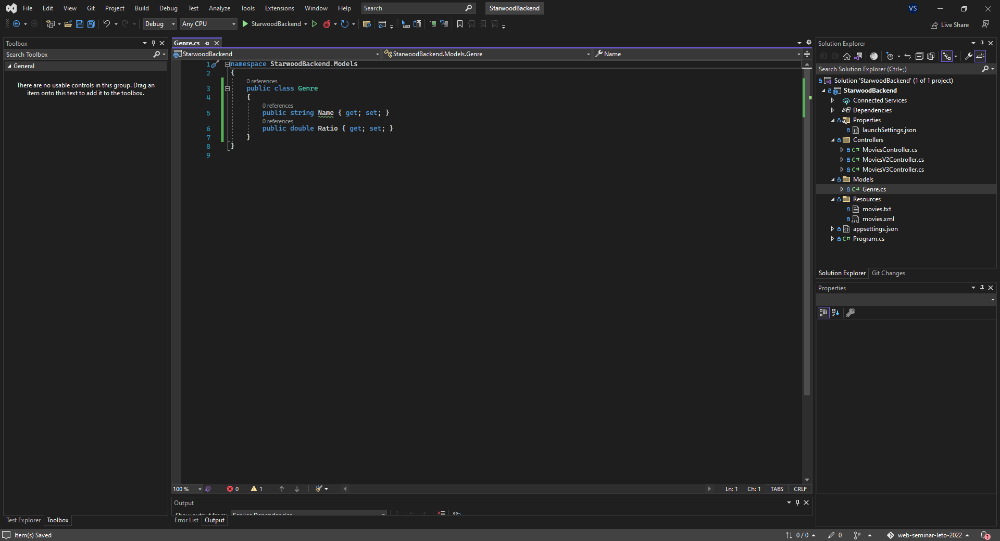 File Edit View Git Project Build Debug Test Analyze Tools Extensions Window Help Search StarwoodBackend VS
Debug Any CPU StarwoodBackend Live Share
Toolbox
Search Toolbox
General
There are no usable controls in this group. Drag an
item onto this text to add it to the toolbox.
Test Explorer Toolbox
Genre.cs
StarwoodBackend StarwoodBackend.Models.Genre Name
1 namespace StarwoodBackend.Models
2 {
0 references
3 public class Genre
4 {
0 references
5 public string Name { get; set; }
0 references
6 public double Ratio { get; set; }
7 }
8 }
9
100 % 0 1 Ln: 1 Ch: 1 TABS CRLF
Output
Show output from: Service Dependencies
Error List Output
Solution Explorer
Search Solution Explorer (Ctrl+;)
Solution 'StarwoodBackend' (1 of 1 project)
StarwoodBackend
Connected Services
Dependencies
Properties
launchSettings.json
Controllers
C# MoviesController.cs
C# MoviesV2Controller.cs
C# MoviesV3Controller.cs
Models
C# Genre.cs
Resources
movies.txt
movies.xml
appsettings.json
C# Program.cs
Solution Explorer Git Changes
Properties
Item(s) Saved 0 / 0 0 web-seminar-leto-2022 1